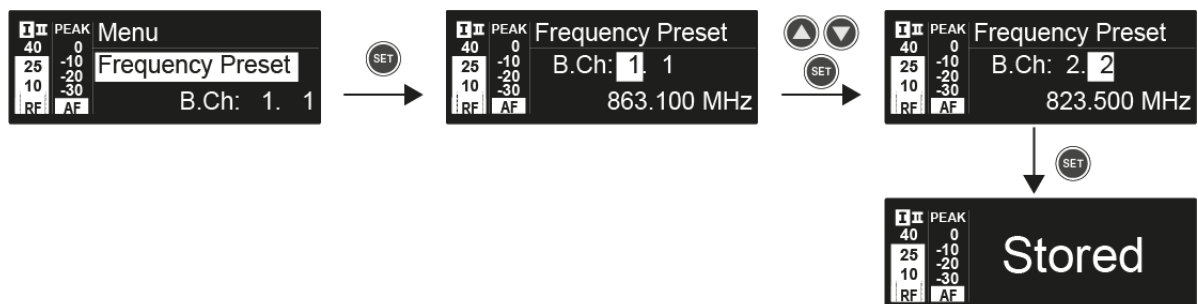 I II PEAK Menu
40 0
25 -10
-20
10 -30
RF AF
Frequency Preset
B.Ch: 1. 1
SET
I II PEAK Frequency Preset
40 0
25 -10
-20
10 -30
RF AF
B.Ch: 1. 1
863.100 MHz
SET
I II PEAK Frequency Preset
40 0
25 -10
-20
10 -30
RF AF
B.Ch: 2. 2
823.500 MHz
SET
I II PEAK
40 0
25 -10
-20
10 -30
RF AF
Stored